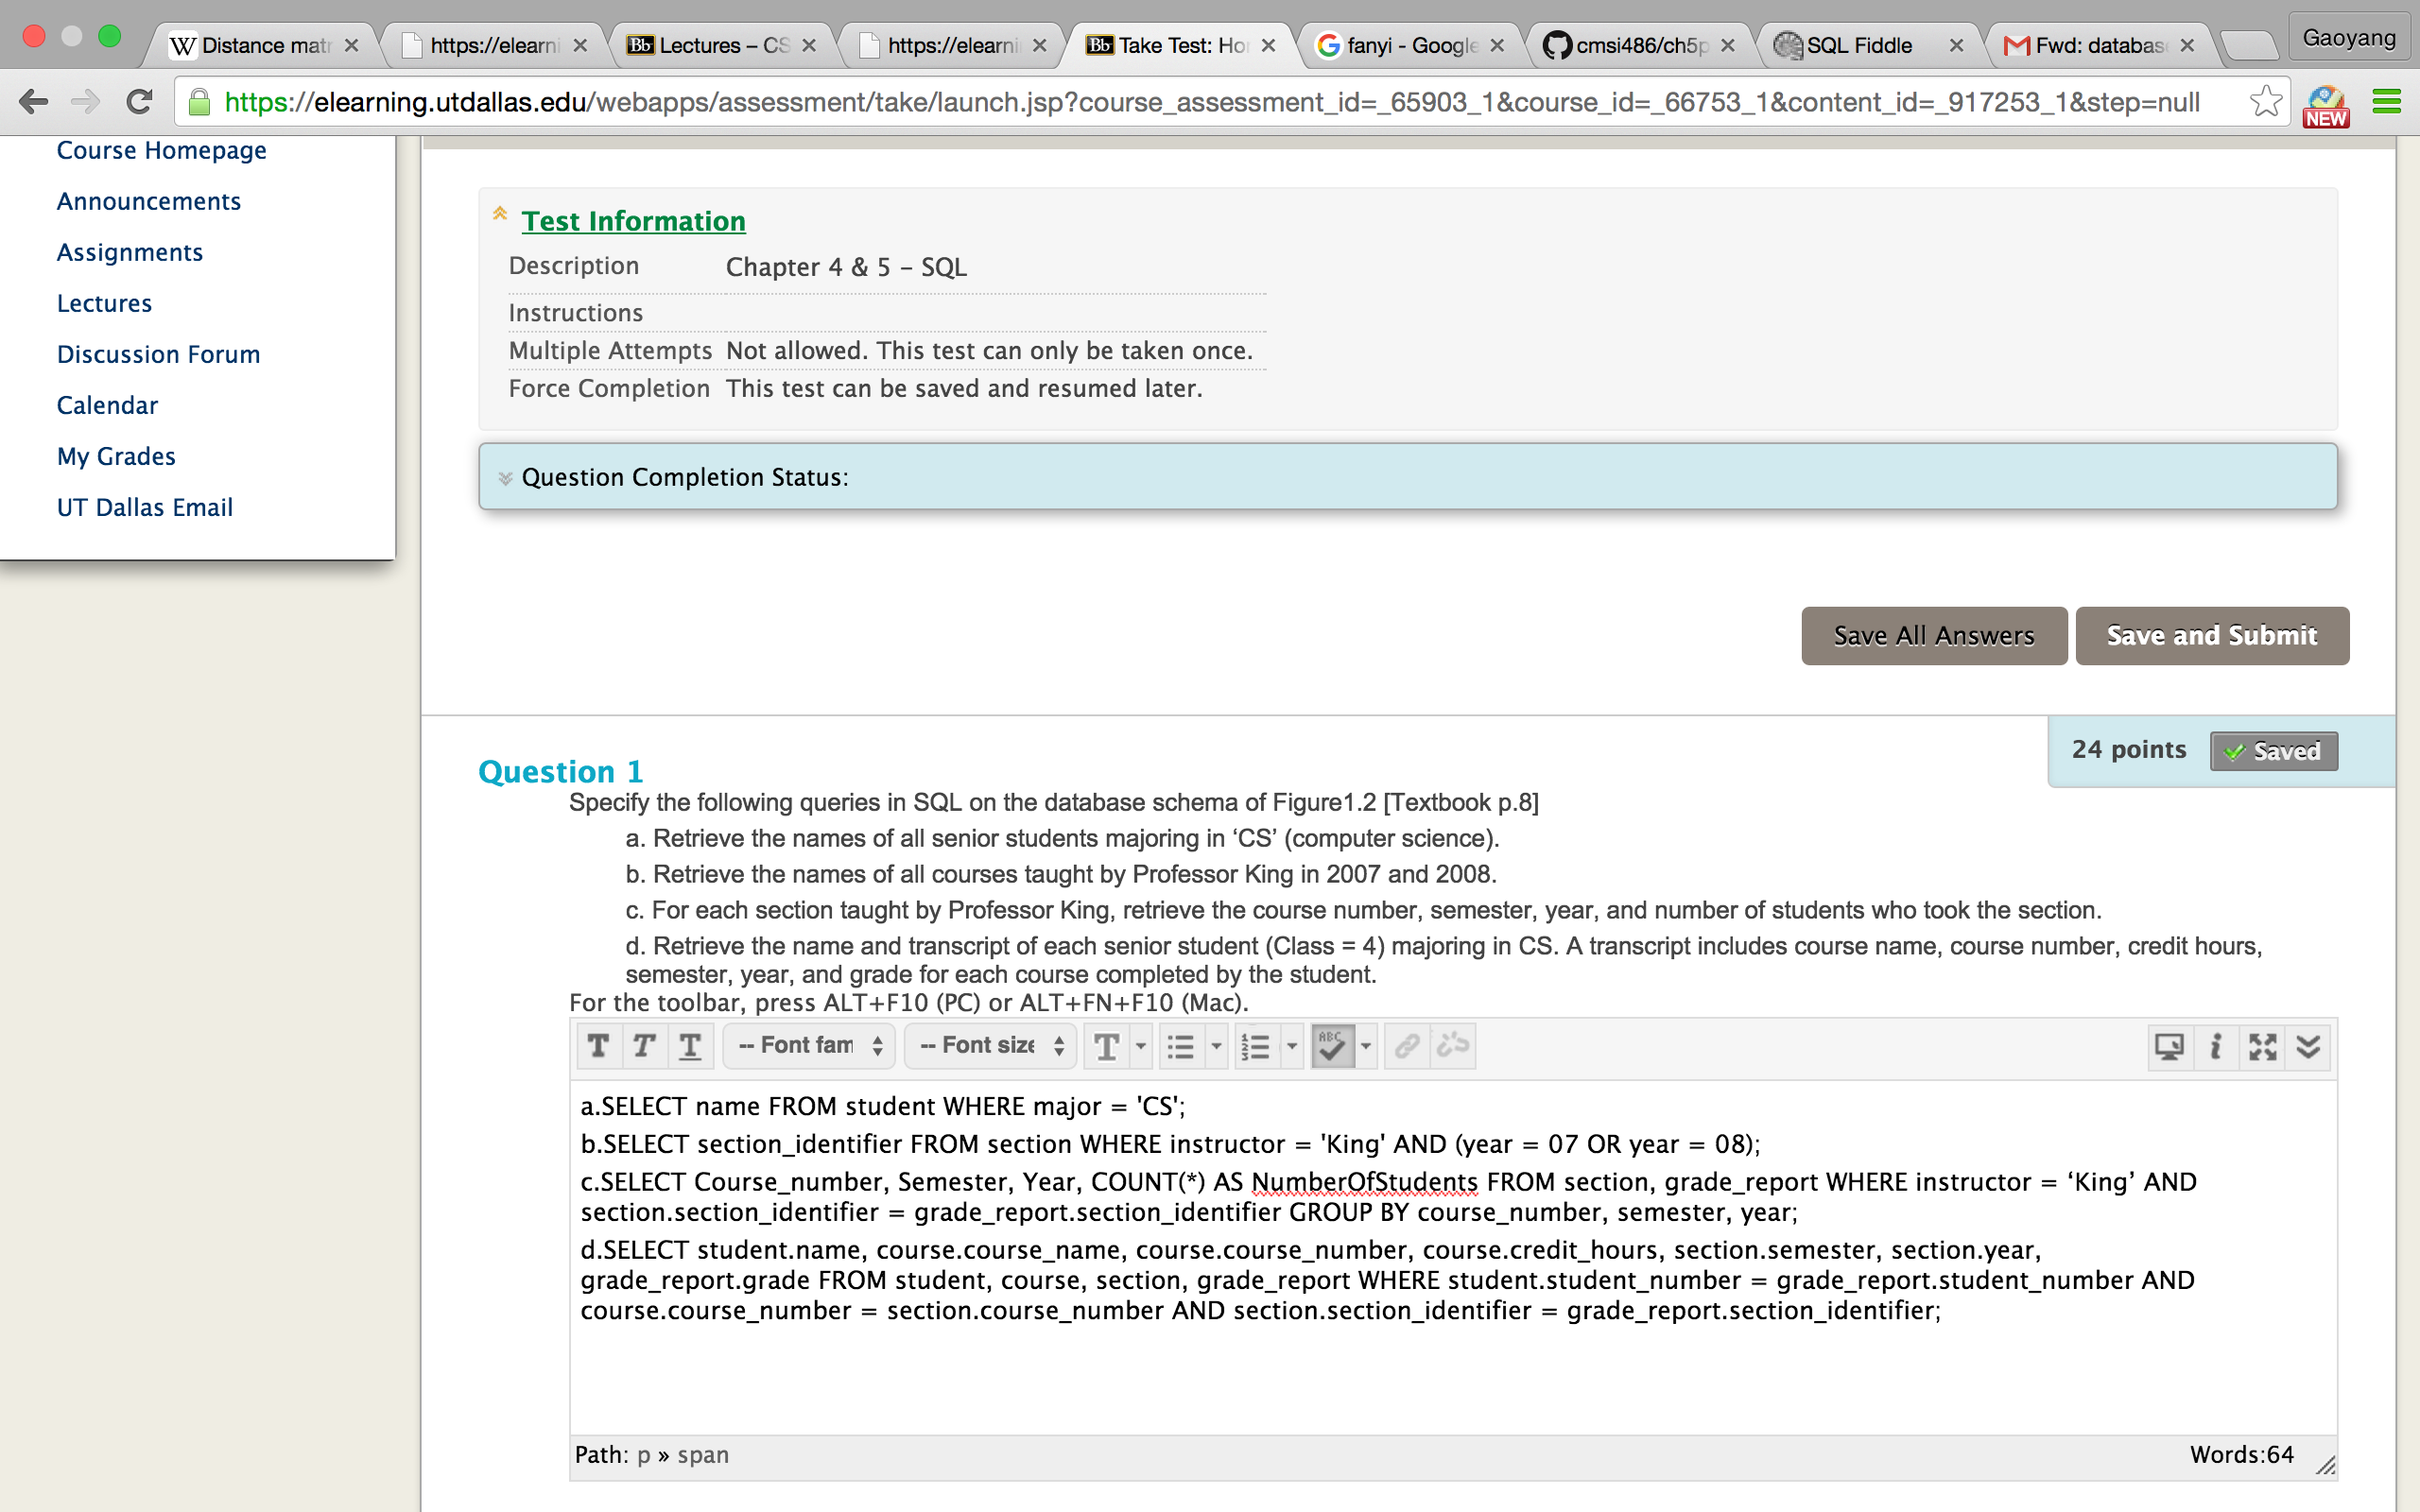 Distance mat
https://elearni
Lectures – CS
https://elearni
Take Test: Ho
fanyi - Google
cmsi486/ch5p
SQL Fiddle
Fwd: databas
Gaoyang
https://elearning.utdallas.edu/webapps/assessment/take/launch.jsp?course_assessment_id=_65903_1&course_id=_66753_1&content_id=_917253_1&step=null
NEW
Course Homepage
Announcements
Assignments
Lectures
Discussion Forum
Calendar
My Grades
UT Dallas Email
Test Information
Description Chapter 4 & 5 – SQL
Instructions
Multiple Attempts Not allowed. This test can only be taken once.
Force Completion This test can be saved and resumed later.
Question Completion Status:
Save All Answers Save and Submit
24 points Saved
Question 1
Specify the following queries in SQL on the database schema of Figure1.2 [Textbook p.8]
a. Retrieve the names of all senior students majoring in ‘CS’ (computer science).
b. Retrieve the names of all courses taught by Professor King in 2007 and 2008.
c. For each section taught by Professor King, retrieve the course number, semester, year, and number of students who took the section.
d. Retrieve the name and transcript of each senior student (Class = 4) majoring in CS. A transcript includes course name, course number, credit hours,
semester, year, and grade for each course completed by the student.
For the toolbar, press ALT+F10 (PC) or ALT+FN+F10 (Mac).
T T T -- Font fam -- Font size T ABC
a.SELECT name FROM student WHERE major = 'CS';
b.SELECT section_identifier FROM section WHERE instructor = 'King' AND (year = 07 OR year = 08);
c.SELECT Course_number, Semester, Year, COUNT(*) AS NumberOfStudents FROM section, grade_report WHERE instructor = ‘King’ AND
section.section_identifier = grade_report.section_identifier GROUP BY course_number, semester, year;
d.SELECT student.name, course.course_name, course.course_number, course.credit_hours, section.semester, section.year,
grade_report.grade FROM student, course, section, grade_report WHERE student.student_number = grade_report.student_number AND
course.course_number = section.course_number AND section.section_identifier = grade_report.section_identifier;
Path: p » span Words:64